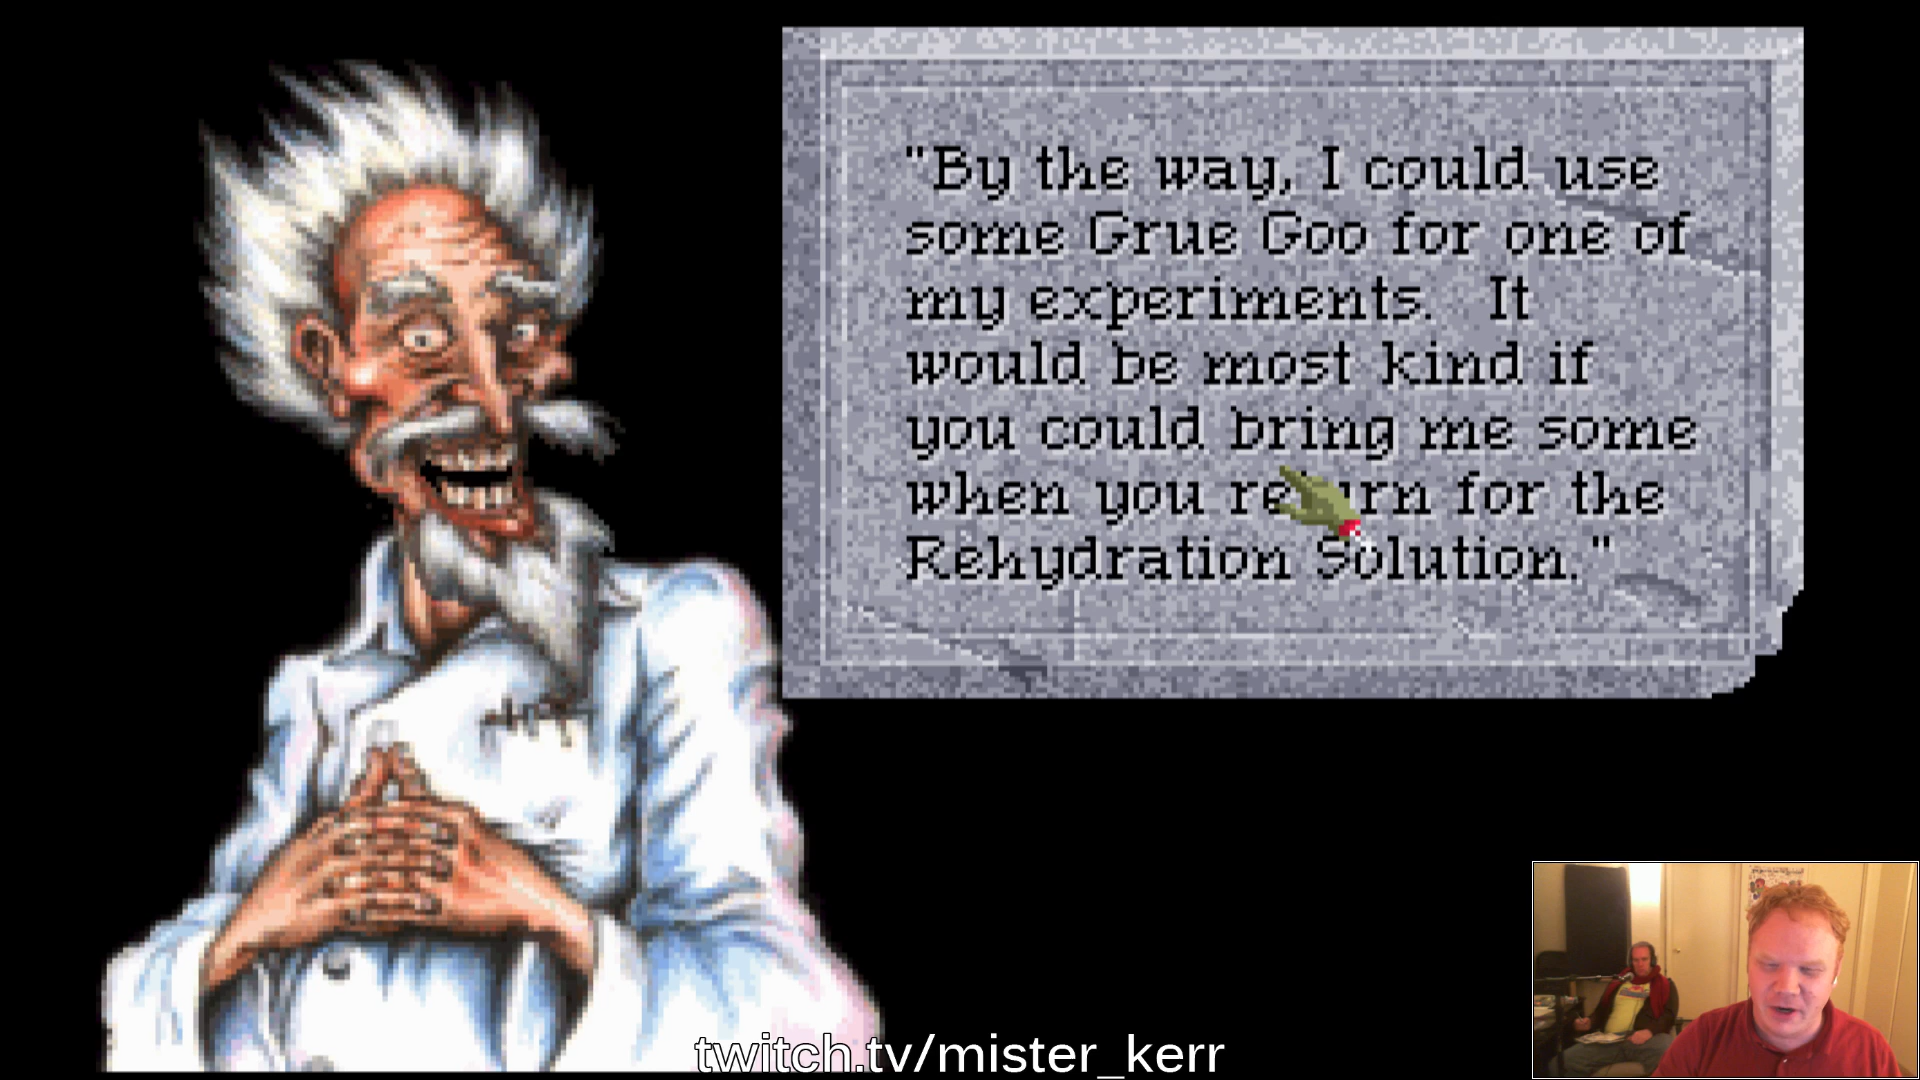 "By the way, I could use
some Grue Goo for one of
my experiments. It
would be most kind if
you could bring me some
when you return for the
Rehydration Solution."
twitch.tv/mister_kerr